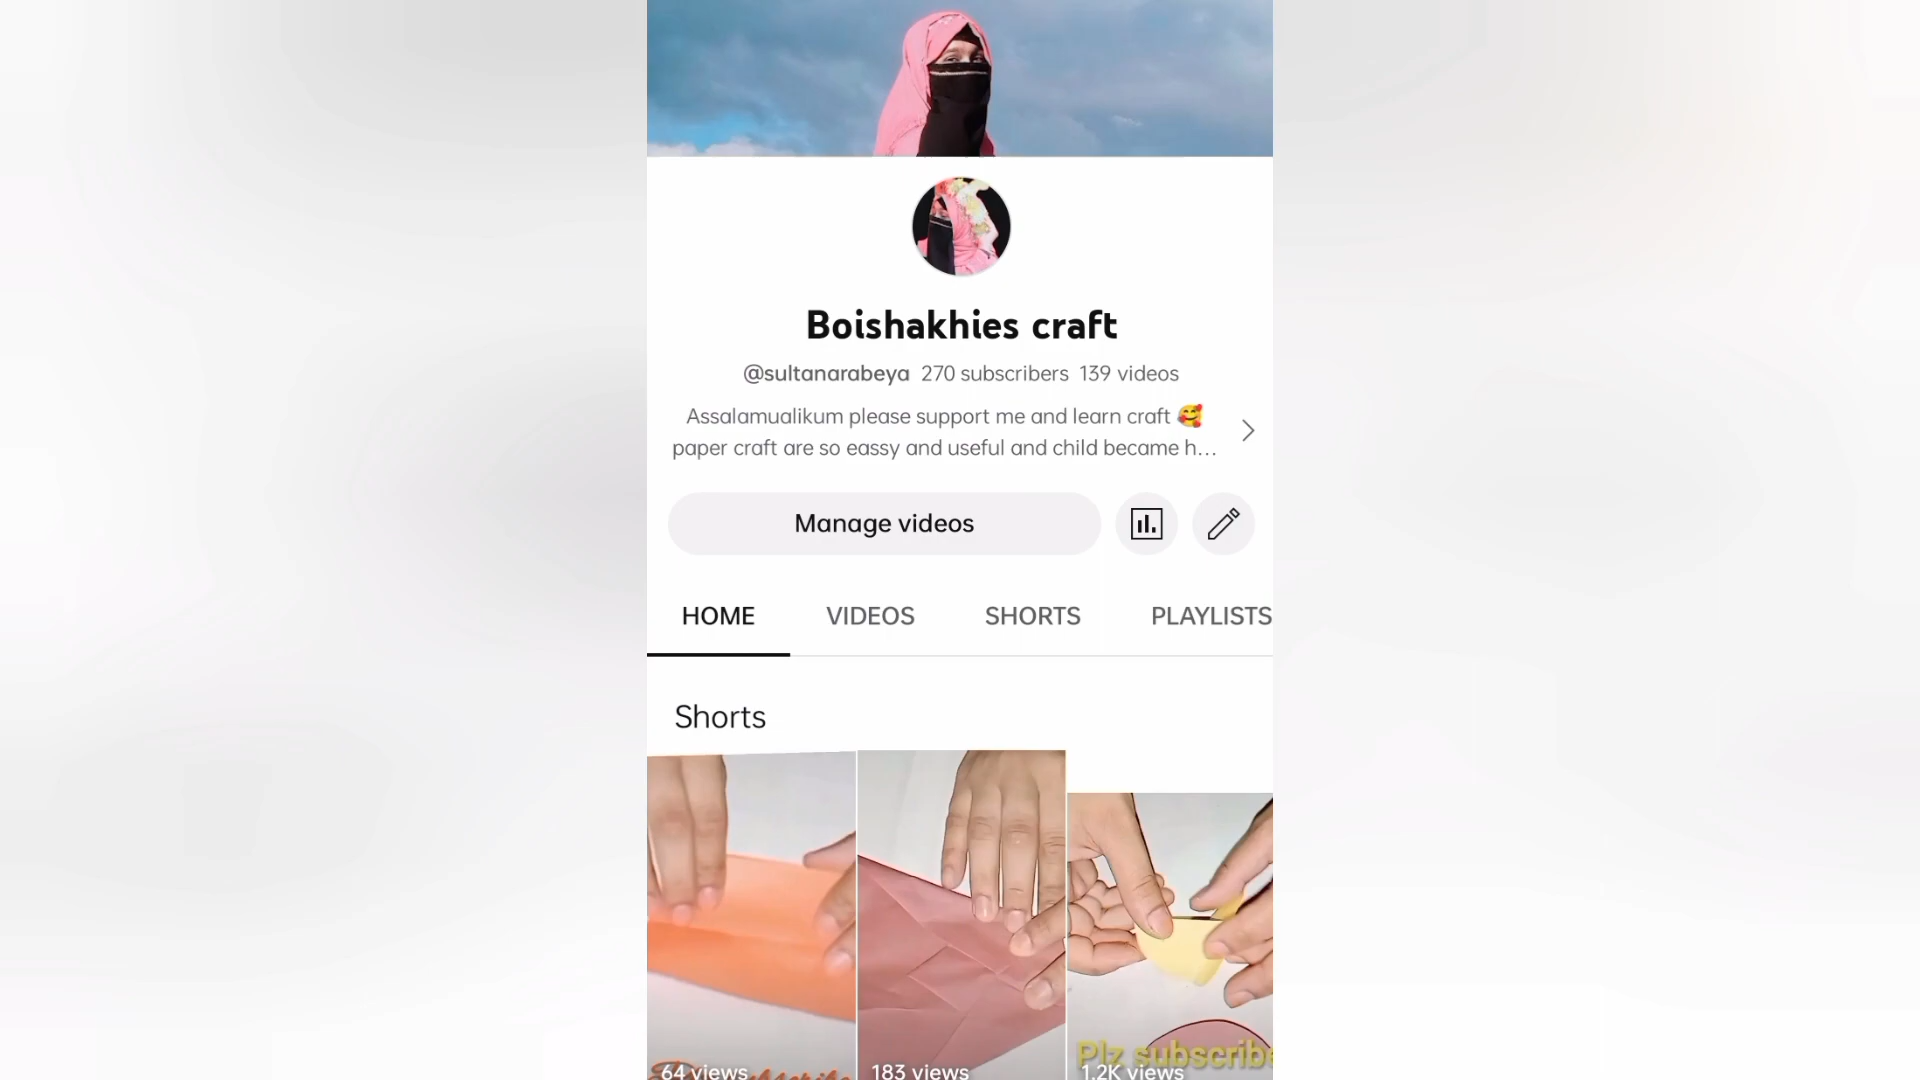 Boishakhies craft
@sultanarabeya 270 subscribers 139 videos
Assalamualikum please support me and learn craft 🥰
paper craft are so eassy and useful and child became h...
Manage videos
HOME VIDEOS SHORTS PLAYLISTS
Shorts
Plz subscribe
64 views 183 views 1.2K views